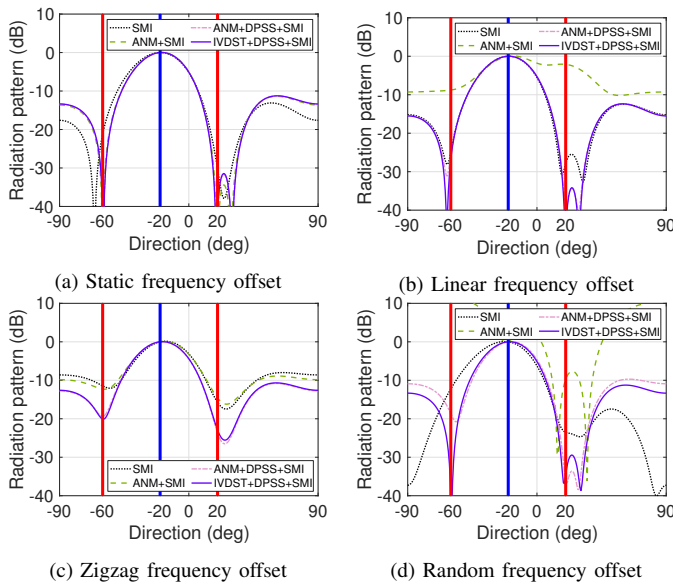 SMI
ANM+SMI
ANM+DPSS+SMI
IVDST+DPSS+SMI
Radiation pattern (dB)
10
0
-10
-20
-30
-40
-90
-60
-20
0
20
90
Direction (deg)
(a) Static frequency offset
SMI
ANM+SMI
ANM+DPSS+SMI
IVDST+DPSS+SMI
Radiation pattern (dB)
10
0
-10
-20
-30
-40
-90
-60
-20
0
20
90
Direction (deg)
(b) Linear frequency offset
SMI
ANM+SMI
ANM+DPSS+SMI
IVDST+DPSS+SMI
Radiation pattern (dB)
10
0
-10
-20
-30
-40
-90
-60
-20
0
20
90
Direction (deg)
(c) Zigzag frequency offset
SMI
ANM+SMI
ANM+DPSS+SMI
IVDST+DPSS+SMI
Radiation pattern (dB)
10
0
-10
-20
-30
-40
-90
-60
-20
0
20
90
Direction (deg)
(d) Random frequency offset